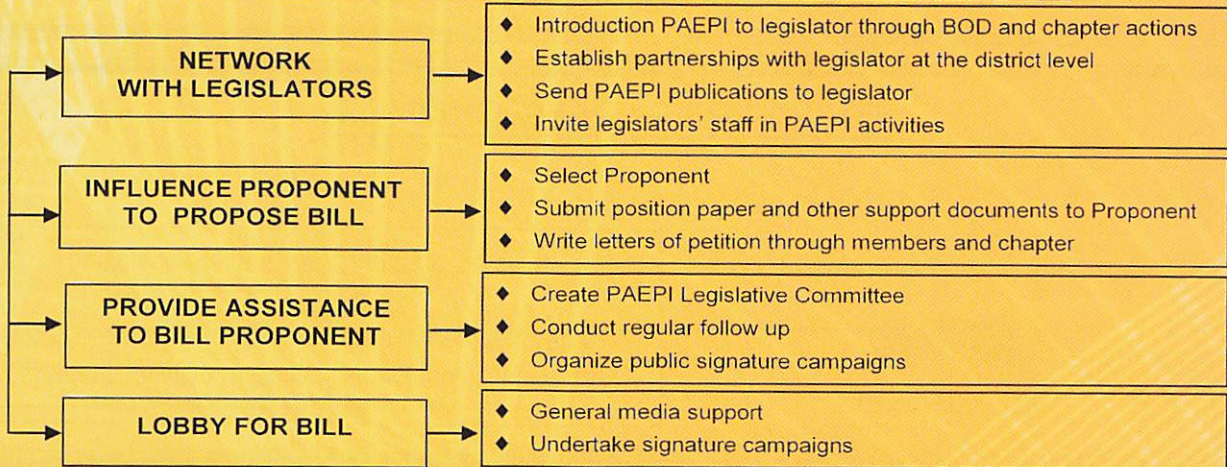 NETWORK
WITH LEGISLATORS
♦ Introduction PAEPI to legislator through BOD and chapter actions
♦ Establish partnerships with legislator at the district level
♦ Send PAEPI publications to legislator
♦ Invite legislators' staff in PAEPI activities
INFLUENCE PROPONENT
TO PROPOSE BILL
♦ Select Proponent
♦ Submit position paper and other support documents to Proponent
♦ Write letters of petition through members and chapter
PROVIDE ASSISTANCE
TO BILL PROPONENT
♦ Create PAEPI Legislative Committee
♦ Conduct regular follow up
♦ Organize public signature campaigns
LOBBY FOR BILL
♦ General media support
♦ Undertake signature campaigns